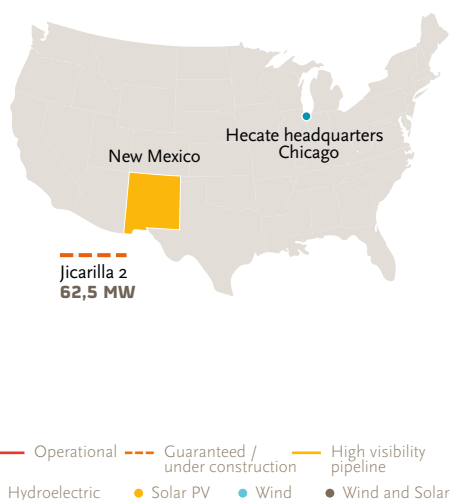 Hecate headquarters
Chicago
New Mexico
Jicarilla 2
62,5 MW
Operational
Guaranteed /
under construction
High visibility
pipeline
Hydroelectric
Solar PV
Wind
Wind and Solar